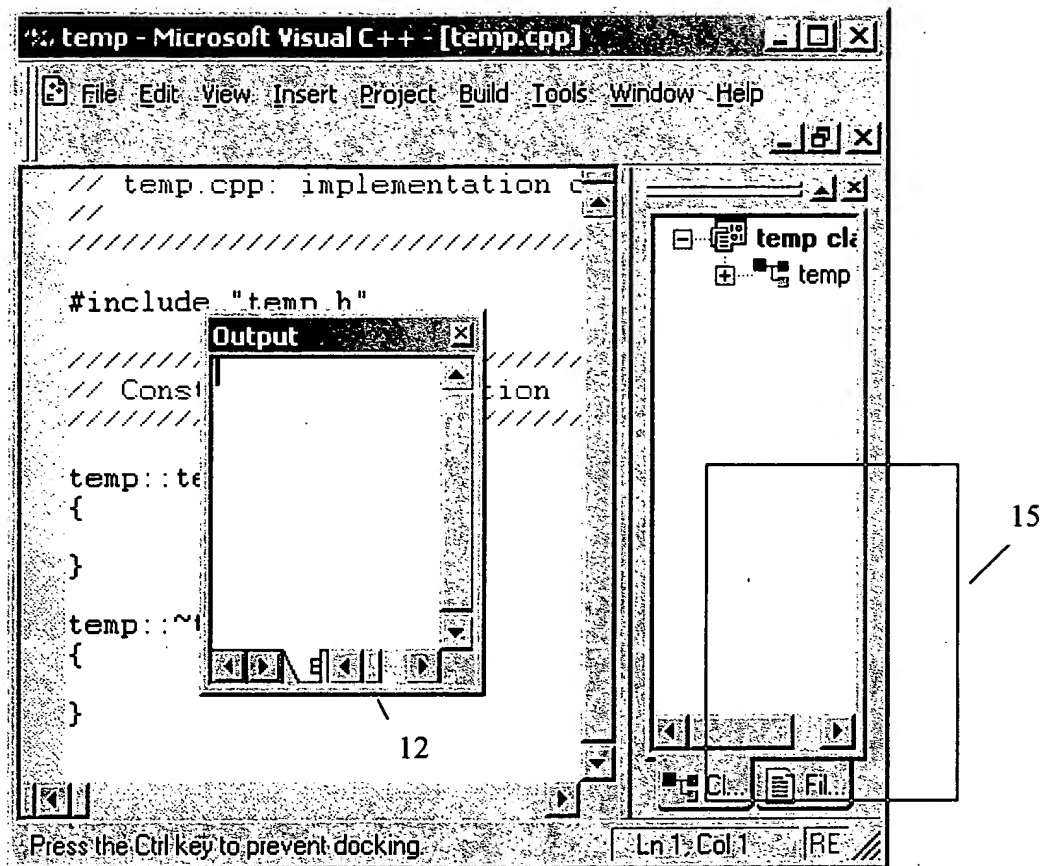 temp - Microsoft Visual C++ - [temp.cpp]
File Edit View Insert Project Build Tools Window Help
// temp.cpp: implementation
//
//////////////////////////////////
#include "temp.h"
//////////////////////////////////
// Const tion
//////////////////////////////////
temp::te
{
}
temp::~
{
}
Output
12
temp cla
temp
15
Cl...
Fil...
Press the Ctrl key to prevent docking.
Ln 1, Col 1
RE